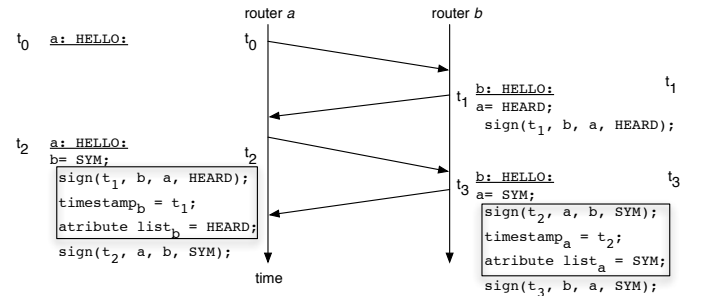 router a
router b
t0 a: HELLO:
t0
t1
b: HELLO:
t1
a= HEARD;
sign(t1, b, a, HEARD);
t2 a: HELLO:
t2
b= SYM;
sign(t1, b, a, HEARD);
timestampb = t1;
atribute listb = HEARD;
sign(t2, a, b, SYM);
t3
b: HELLO:
t3
a= SYM;
sign(t2, a, b, SYM);
timestampa = t2;
atribute lista = SYM;
sign(t3, b, a, SYM);
time